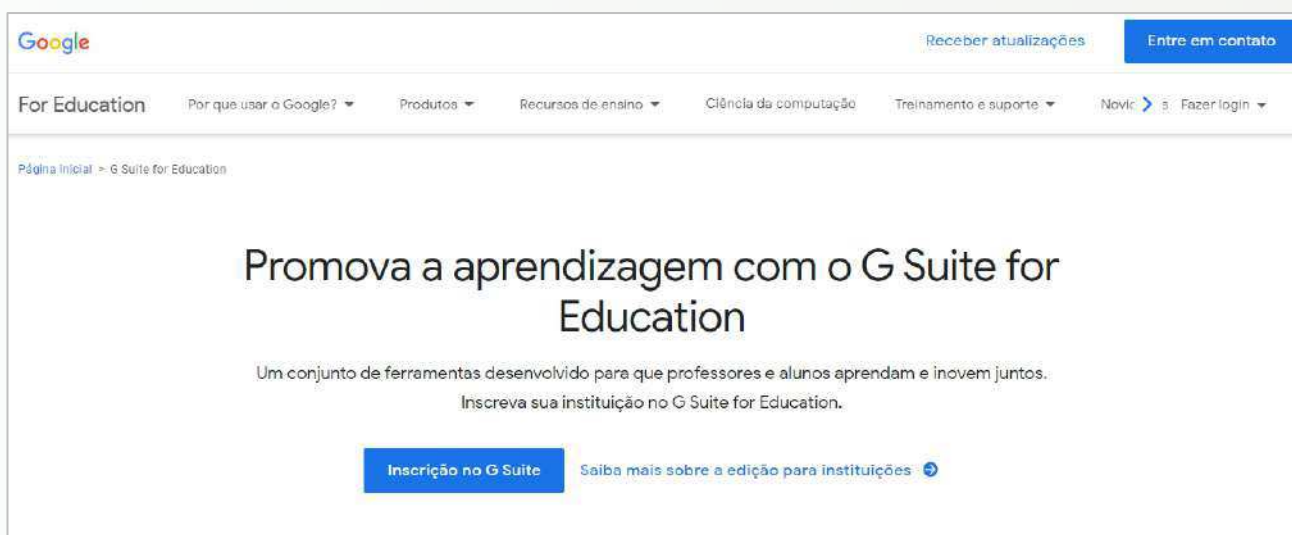 Google
Receber atualizações
Entre em contato
For Education
Por que usar o Google?
Produtos
Recursos de ensino
Ciência da computação
Treinamento e suporte
Fazer login
Página inicial > G Suite for Education
Promova a aprendizagem com o G Suite for
Education
Um conjunto de ferramentas desenvolvido para que professores e alunos aprendam e inovem juntos.
Inscreva sua instituição no G Suite for Education.
Inscrição no G Suite
Saiba mais sobre a edição para instituições